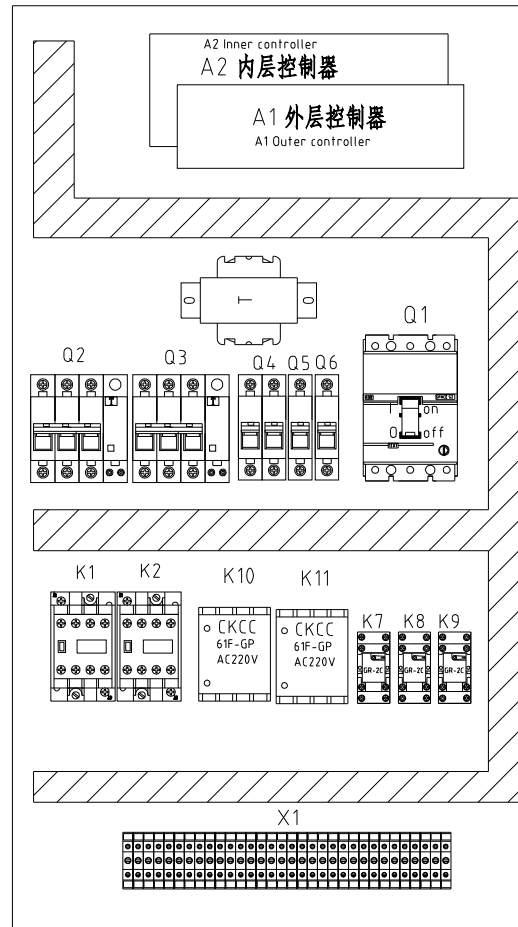 A2 Inner controller
A2 内层控制器
A1 外层控制器
A1 Outer controller
T
Q1
Q2
Q3
Q4
Q5
Q6
I on
O off
K1
K2
K10
K11
K7
K8
K9
CKCC
61F-GP
AC220V
CKCC
61F-GP
AC220V
GR-2C
GR-2C
GR-2C
X1